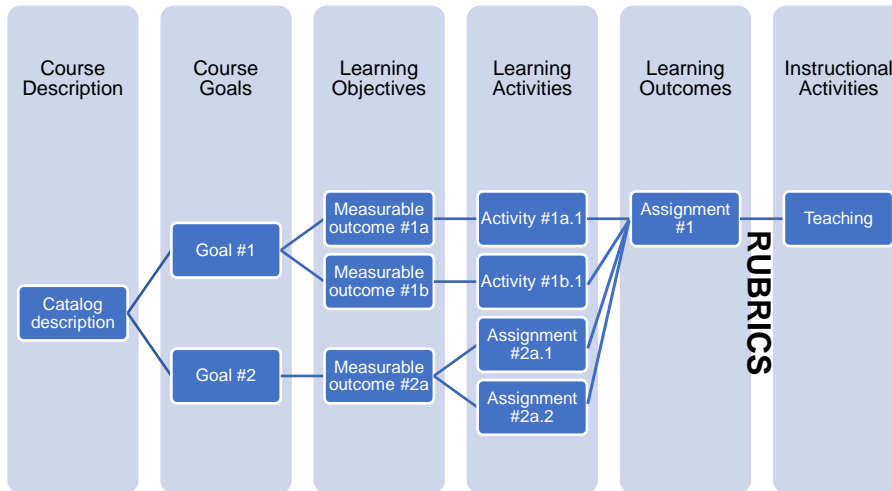 Course
Description
Course
Goals
Learning
Objectives
Learning
Activities
Learning
Outcomes
Instructional
Activities
Catalog
description
Goal #1
Goal #2
Measurable
outcome #1a
Measurable
outcome #1b
Measurable
outcome #2a
Activity #1a.1
Activity #1b.1
Assignment
#2a.1
Assignment
#2a.2
Assignment
#1
RUBRICS
Teaching